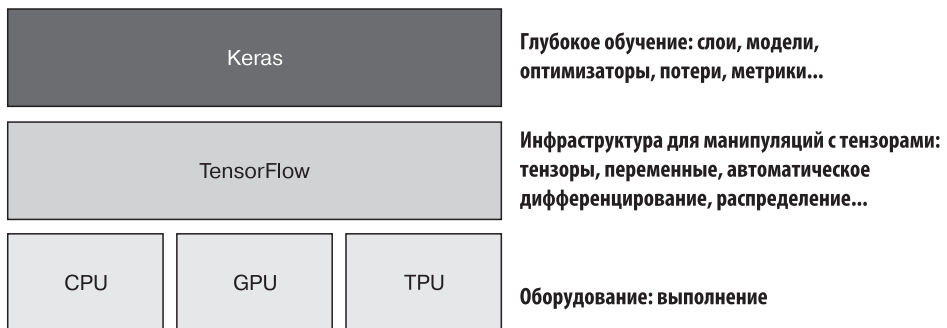 Keras
Глубокое обучение: слои, модели,
оптимизаторы, потери, метрики...
TensorFlow
Инфраструктура для манипуляций с тензорами:
тензоры, переменные, автоматическое
дифференцирование, распределение...
CPU
GPU
TPU
Оборудование: выполнение